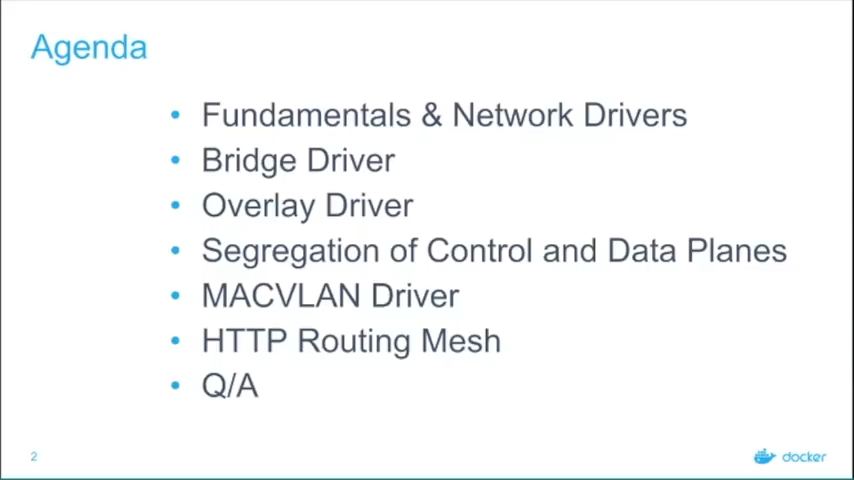 Agenda
• Fundamentals & Network Drivers
• Bridge Driver
• Overlay Driver
• Segregation of Control and Data Planes
• MACVLAN Driver
• HTTP Routing Mesh
• Q/A
2
docker